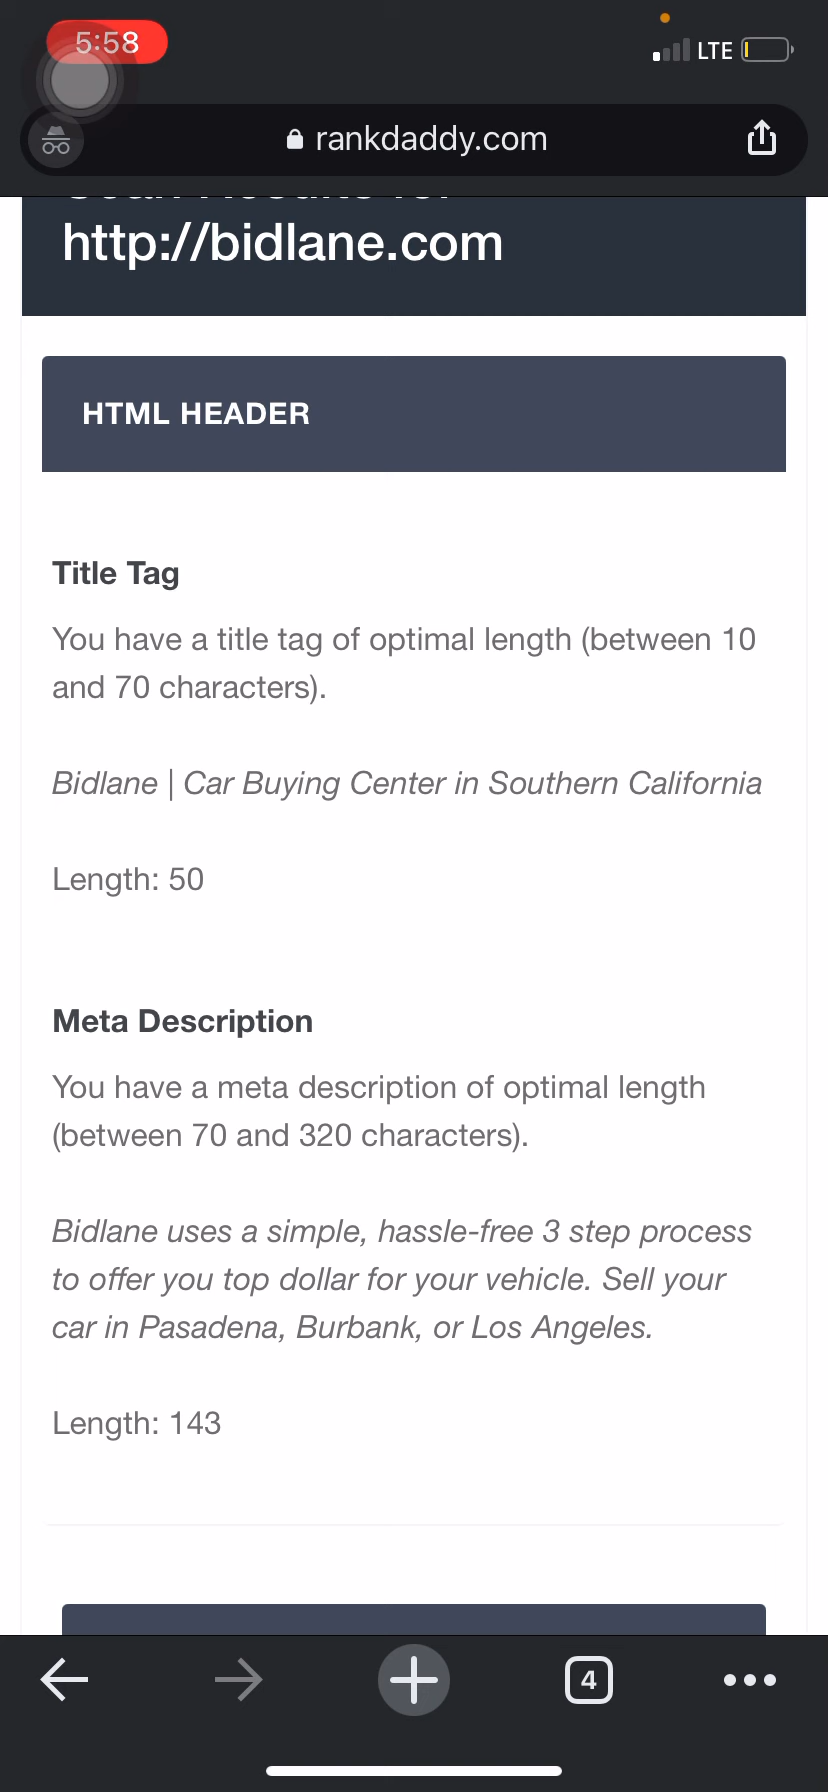 5:58
LTE
rankdaddy.com
http://bidlane.com
HTML HEADER
Title Tag
You have a title tag of optimal length (between 10
and 70 characters).
Bidlane | Car Buying Center in Southern California
Length: 50
Meta Description
You have a meta description of optimal length
(between 70 and 320 characters).
Bidlane uses a simple, hassle-free 3 step process
to offer you top dollar for your vehicle. Sell your
car in Pasadena, Burbank, or Los Angeles.
Length: 143
4